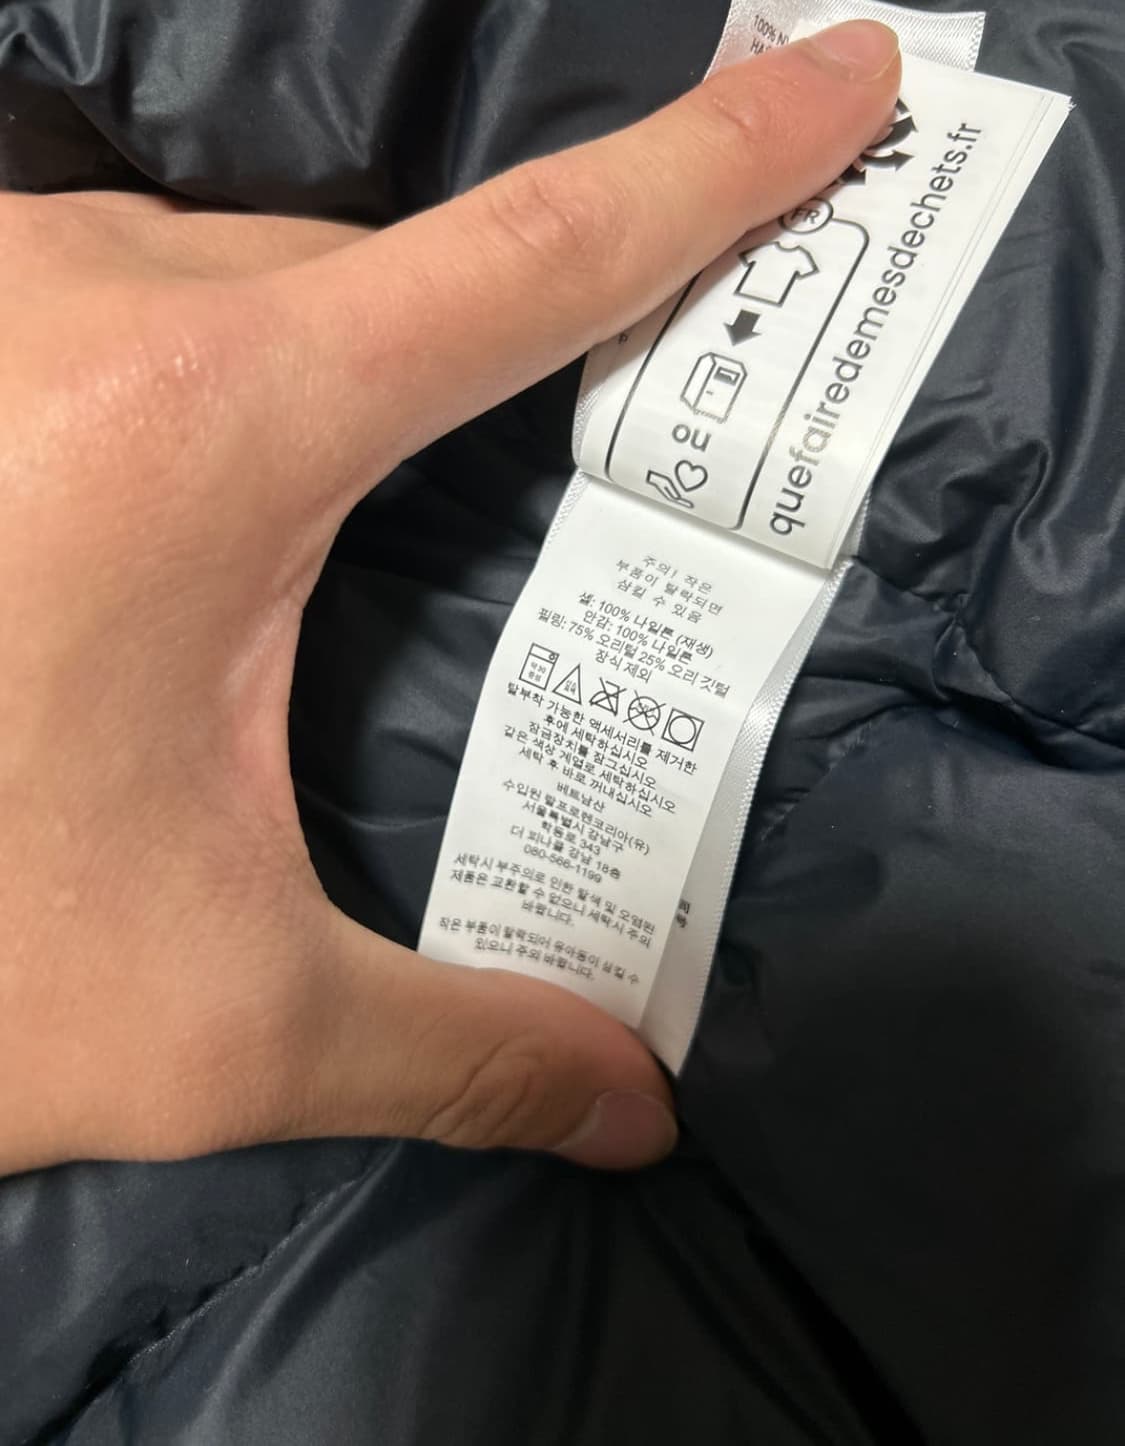 100% N
HA
FR
ou
quefairedemesdechets.fr
주의! 작은
부품이 탈락되면
삼킬 수 있음
셸: 100% 나일론 (재생)
안감: 100% 나일론
필링: 75% 오리털 25% 오리 깃털
장식 제외
탈부착 가능한 액세서리를 제거한
후에 세탁하십시오
잠금장치를 잠그십시오
같은 색상 계열로 세탁하십시오
세탁 후 바로 꺼내십시오
베트남산
수입원 랄프로렌코리아(유)
서울특별시 강남구
학동로 343
더 피나클 강남 18층
080-566-1199
세탁시 부주의로 인한 탈색 및 오염된
제품은 교환할 수 없으니 세탁시 주의
바랍니다.
작은 부품이 탈락되어 유아동이 삼킬 수
있으니 주의 바랍니다.